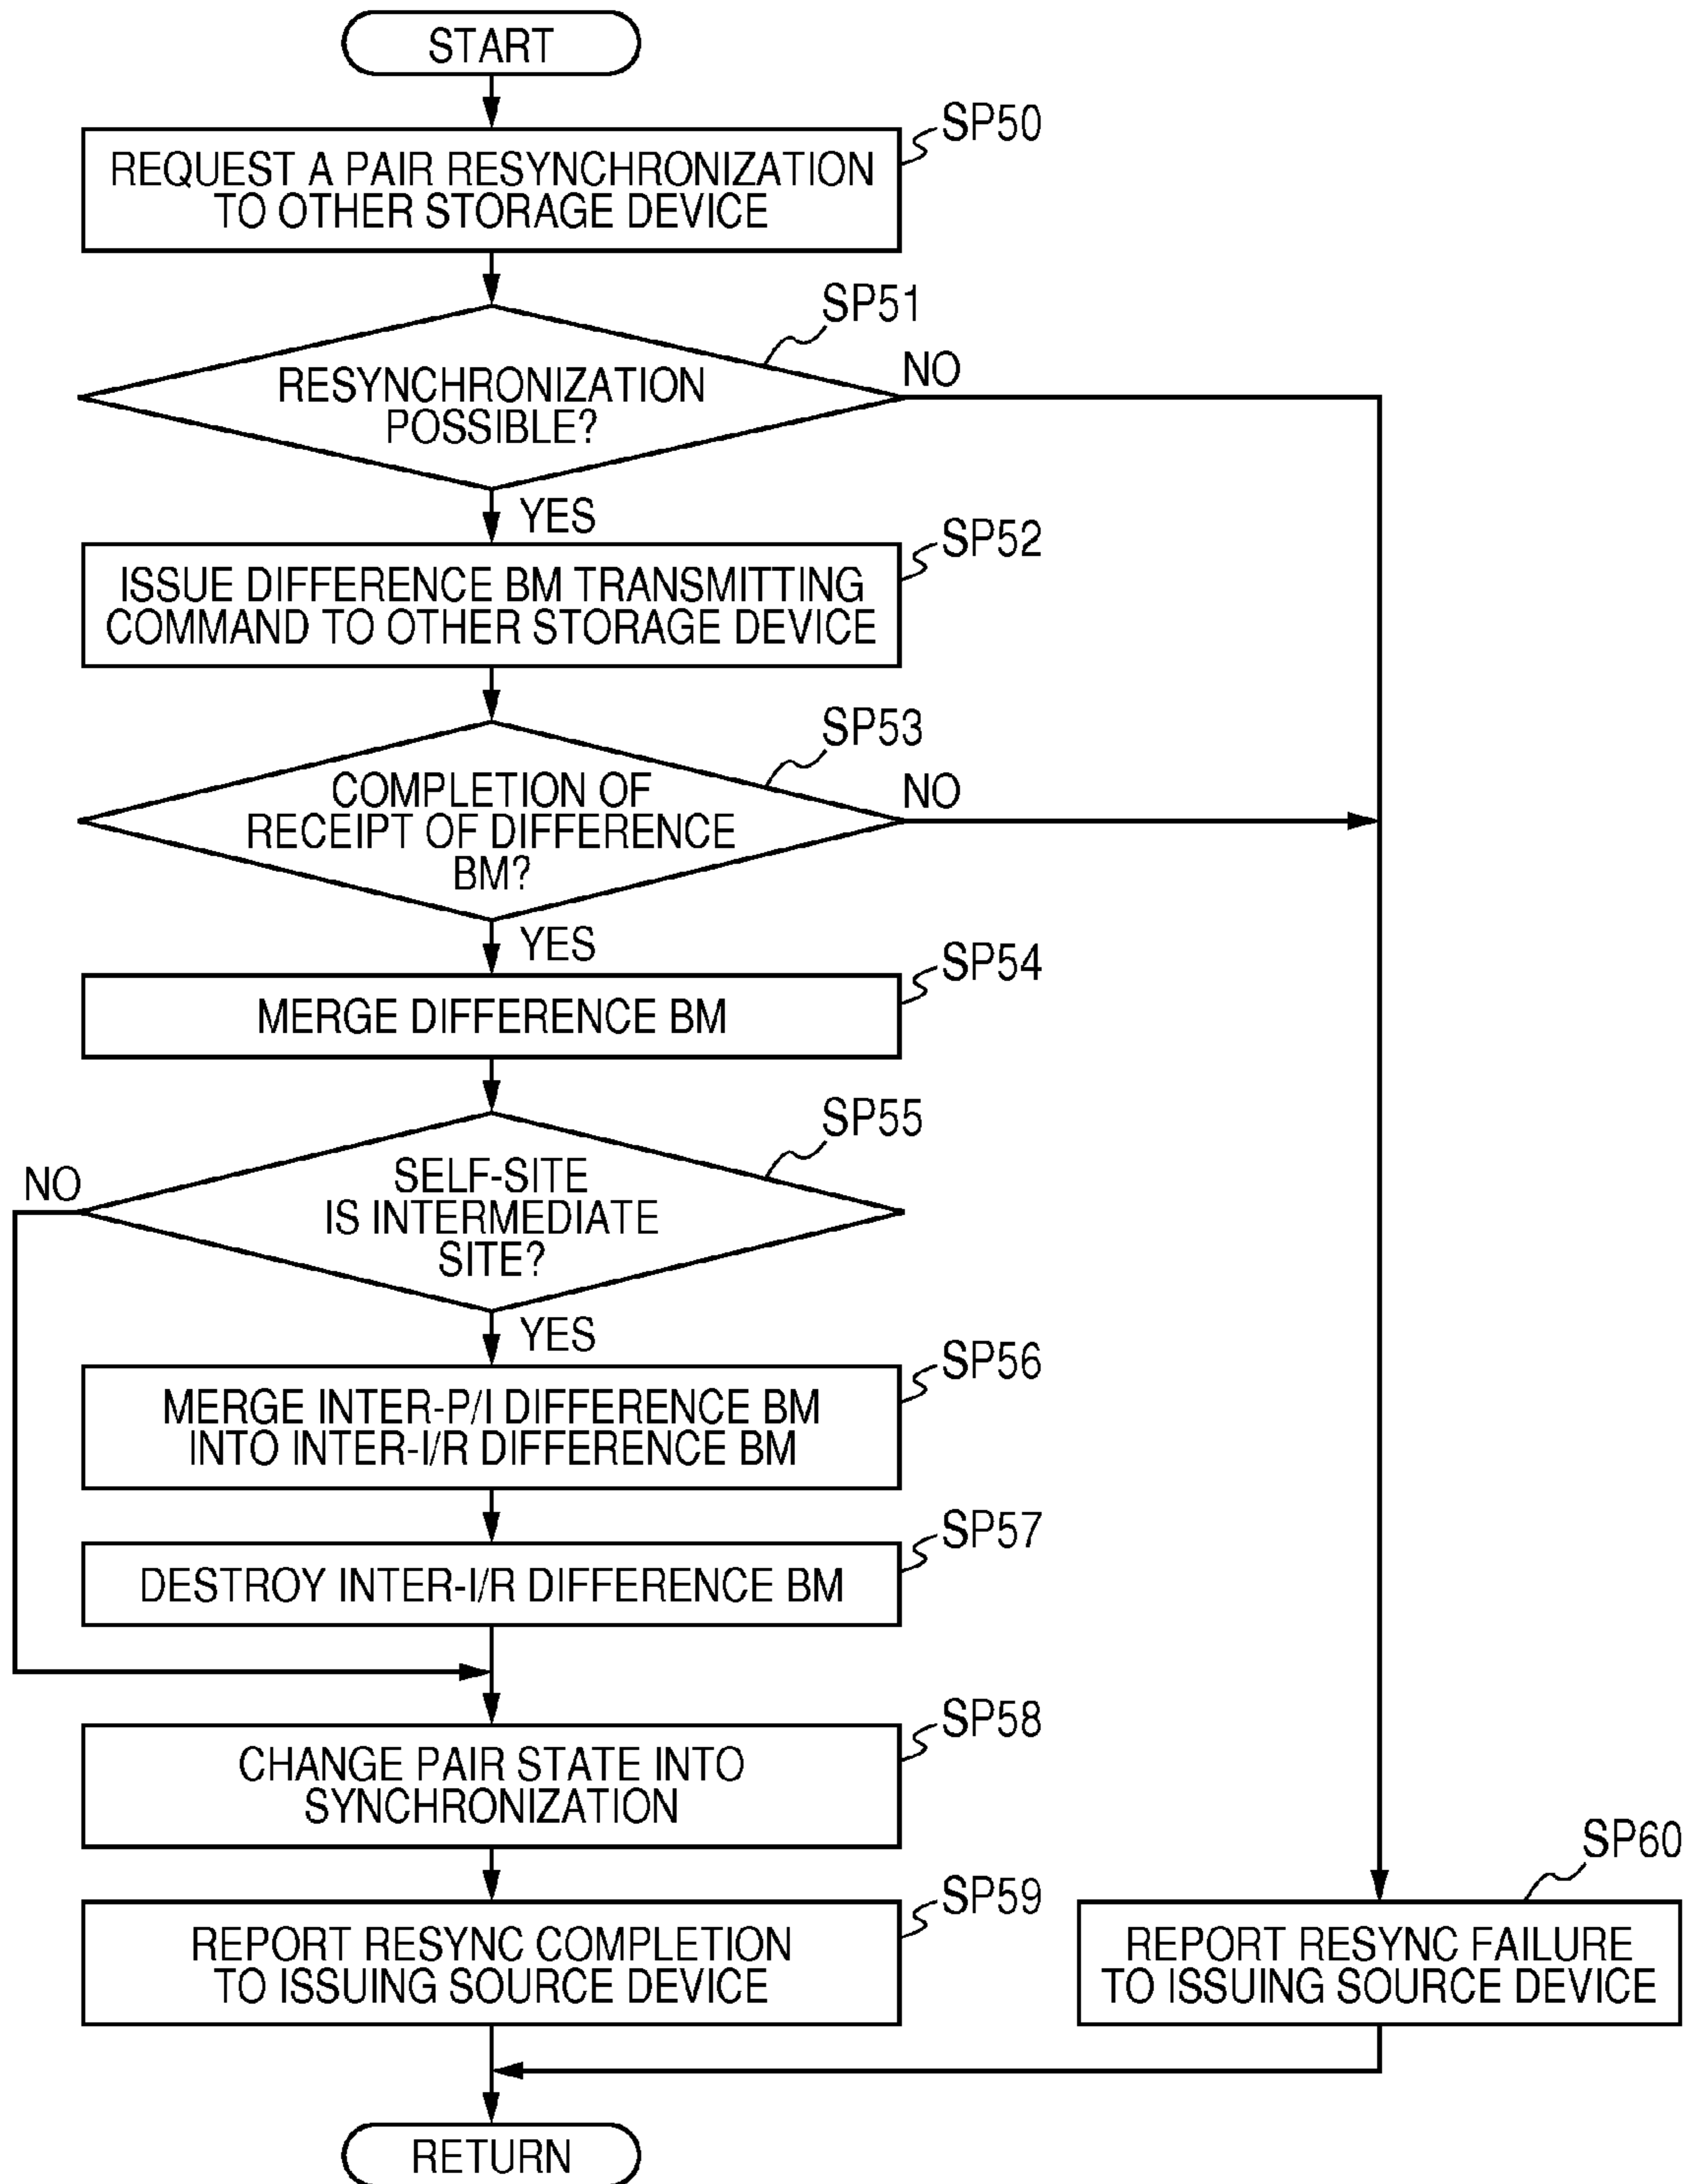 START
SP50
REQUEST A PAIR RESYNCHRONIZATION
TO OTHER STORAGE DEVICE
SP51
RESYNCHRONIZATION
POSSIBLE?
NO
YES
SP52
ISSUE DIFFERENCE BM TRANSMITTING
COMMAND TO OTHER STORAGE DEVICE
SP53
COMPLETION OF
RECEIPT OF DIFFERENCE
BM?
NO
YES
SP54
MERGE DIFFERENCE BM
SP55
SELF-SITE
IS INTERMEDIATE
SITE?
NO
YES
SP56
MERGE INTER-P/I DIFFERENCE BM
INTO INTER-I/R DIFFERENCE BM
SP57
DESTROY INTER-I/R DIFFERENCE BM
SP58
CHANGE PAIR STATE INTO
SYNCHRONIZATION
SP59
REPORT RESYNC COMPLETION
TO ISSUING SOURCE DEVICE
SP60
REPORT RESYNC FAILURE
TO ISSUING SOURCE DEVICE
RETURN